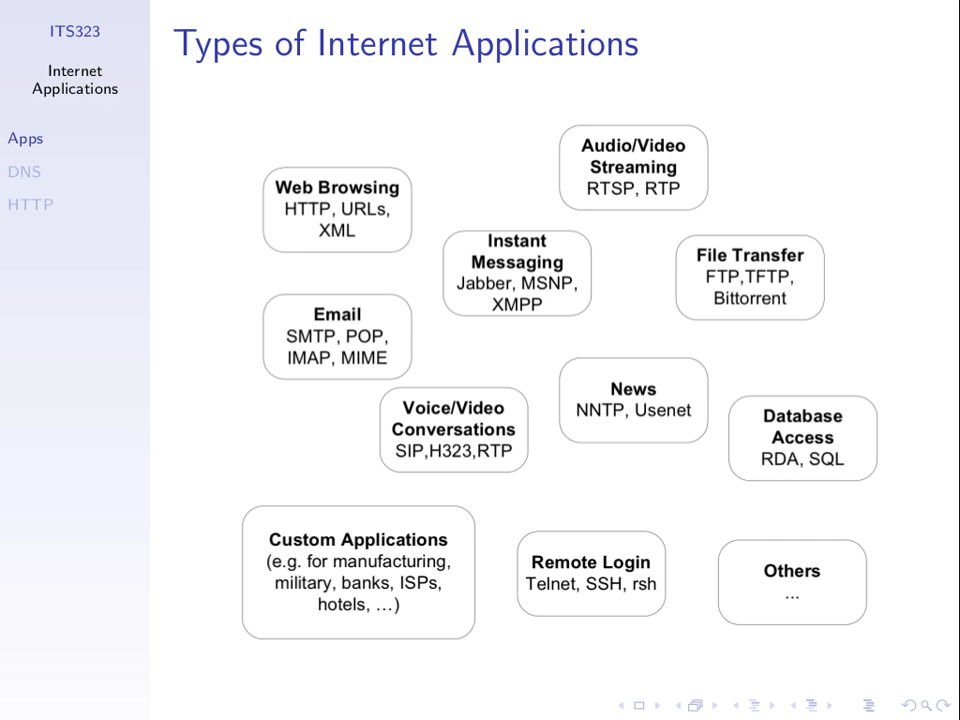 ITS323
Internet
Applications
Apps
DNS
HTTP
Types of Internet Applications
Audio/Video
Streaming
RTSP, RTP
Web Browsing
HTTP, URLs,
XML
Instant
Messaging
Jabber, MSNP,
XMPP
File Transfer
FTP,TFTP,
Bittorrent
Email
SMTP, POP,
IMAP, MIME
News
NNTP, Usenet
Voice/Video
Conversations
SIP,H323,RTP
Database
Access
RDA, SQL
Custom Applications
(e.g. for manufacturing,
military, banks, ISPs,
hotels, …)
Remote Login
Telnet, SSH, rsh
Others
...